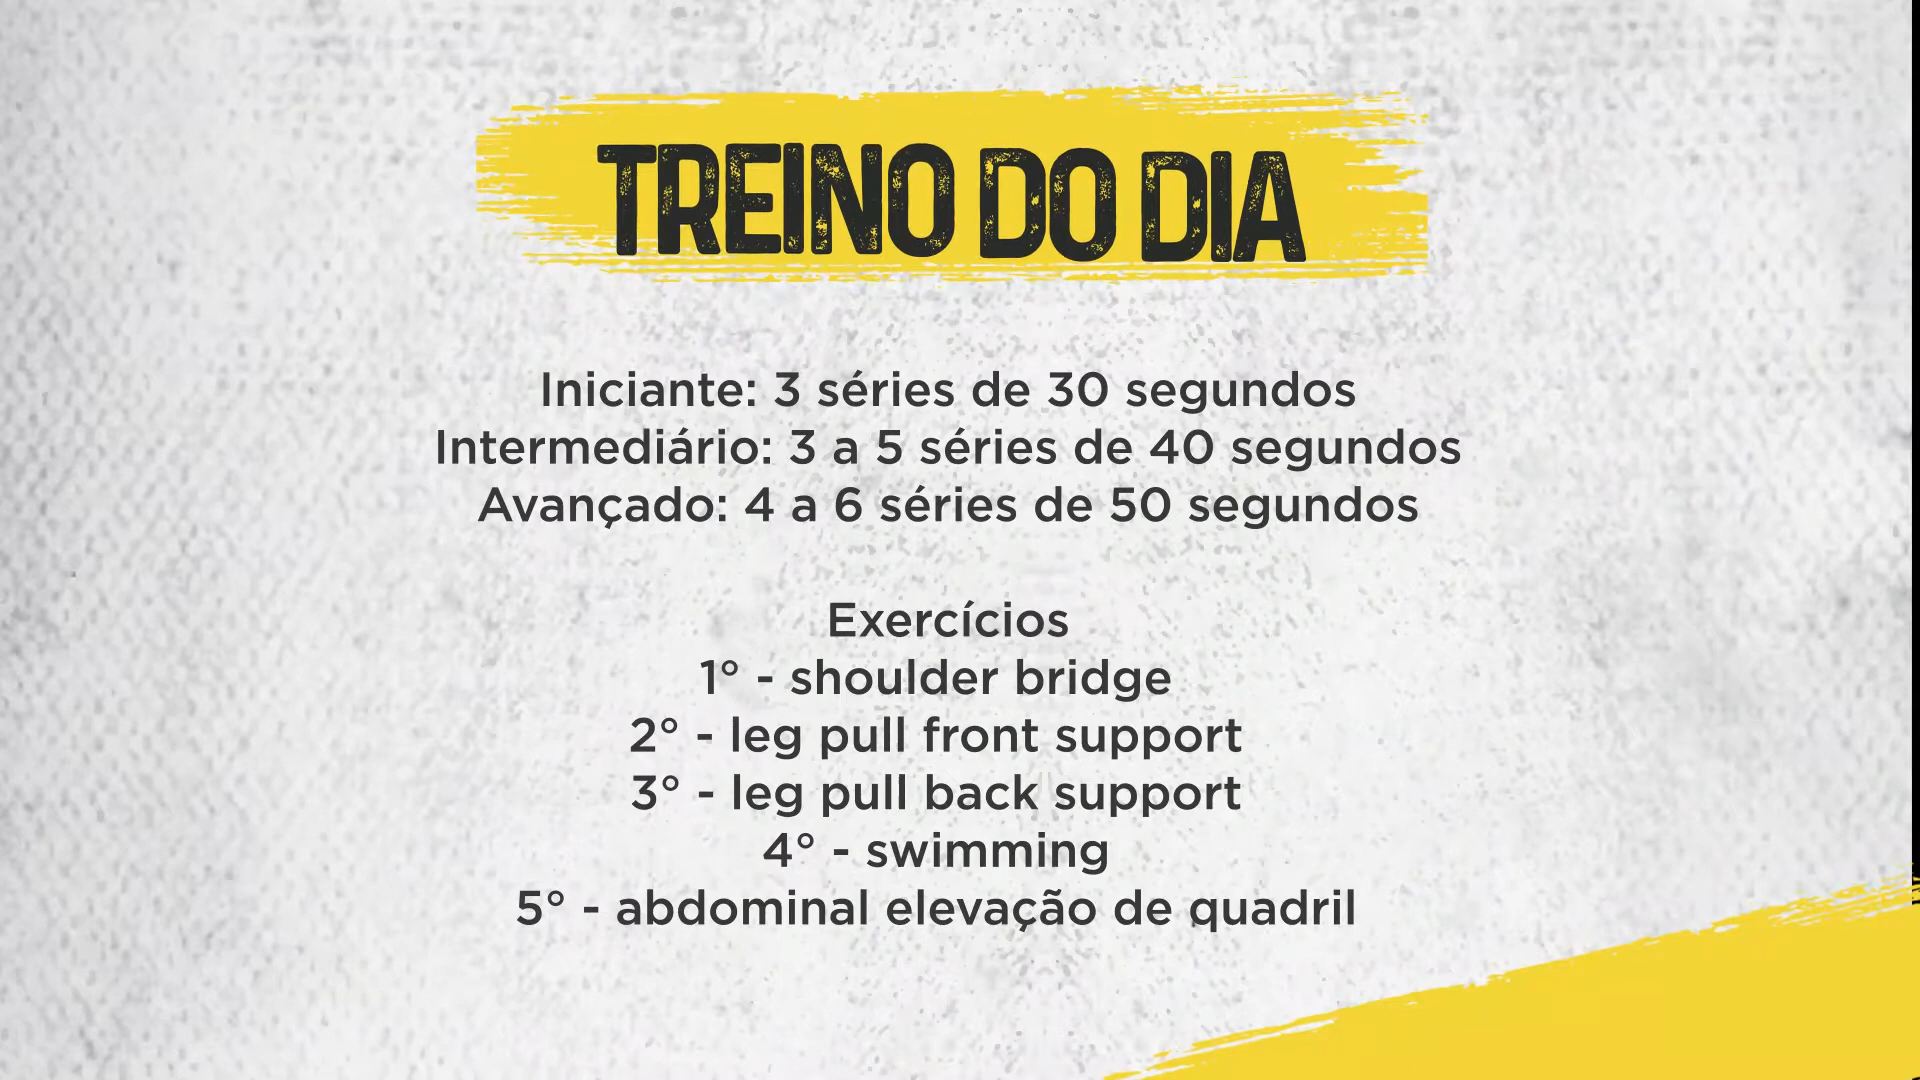 TREINO DO DIA
Iniciante: 3 séries de 30 segundos
Intermediário: 3 a 5 séries de 40 segundos
Avançado: 4 a 6 séries de 50 segundos
Exercícios
1° - shoulder bridge
2° - leg pull front support
3° - leg pull back support
4° - swimming
5° - abdominal elevação de quadril